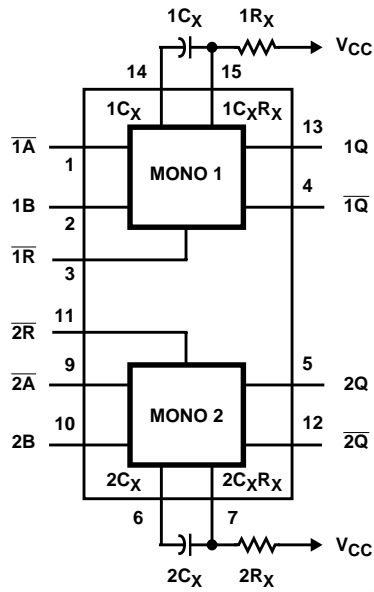 1Cx 1Rx
Vcc
14 15
1Cx 1CxRx
1A̅ 13 1Q
1
MONO 1
1B 4 1Q̅
2
1R̅
3
11
2R̅
9 5
2A̅ 2Q
MONO 2
10 12
2B 2Q̅
2Cx 2CxRx
6 7
Vcc
2Cx 2Rx